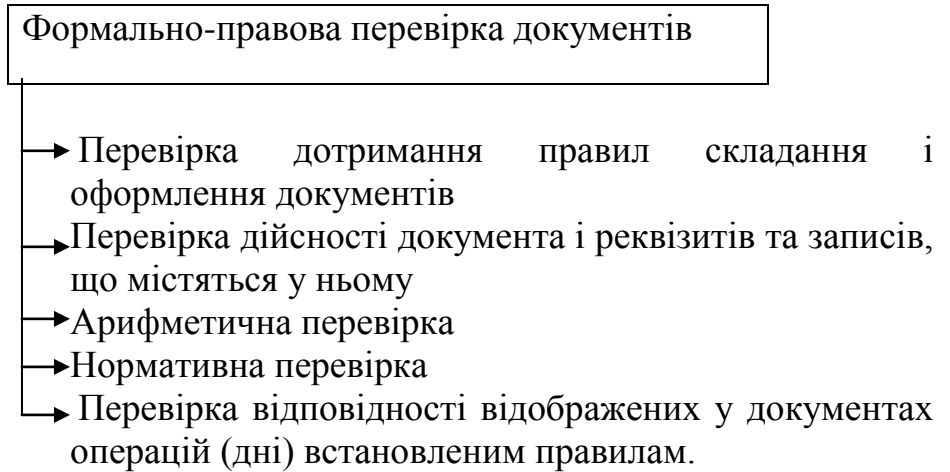 Формально-правова перевірка документів
Перевірка дотримання правил складання і
оформлення документів
Перевірка дійсності документа і реквізитів та записів,
що містяться у ньому
Арифметична перевірка
Нормативна перевірка
Перевірка відповідності відображених у документах
операцій (дні) встановленим правилам.